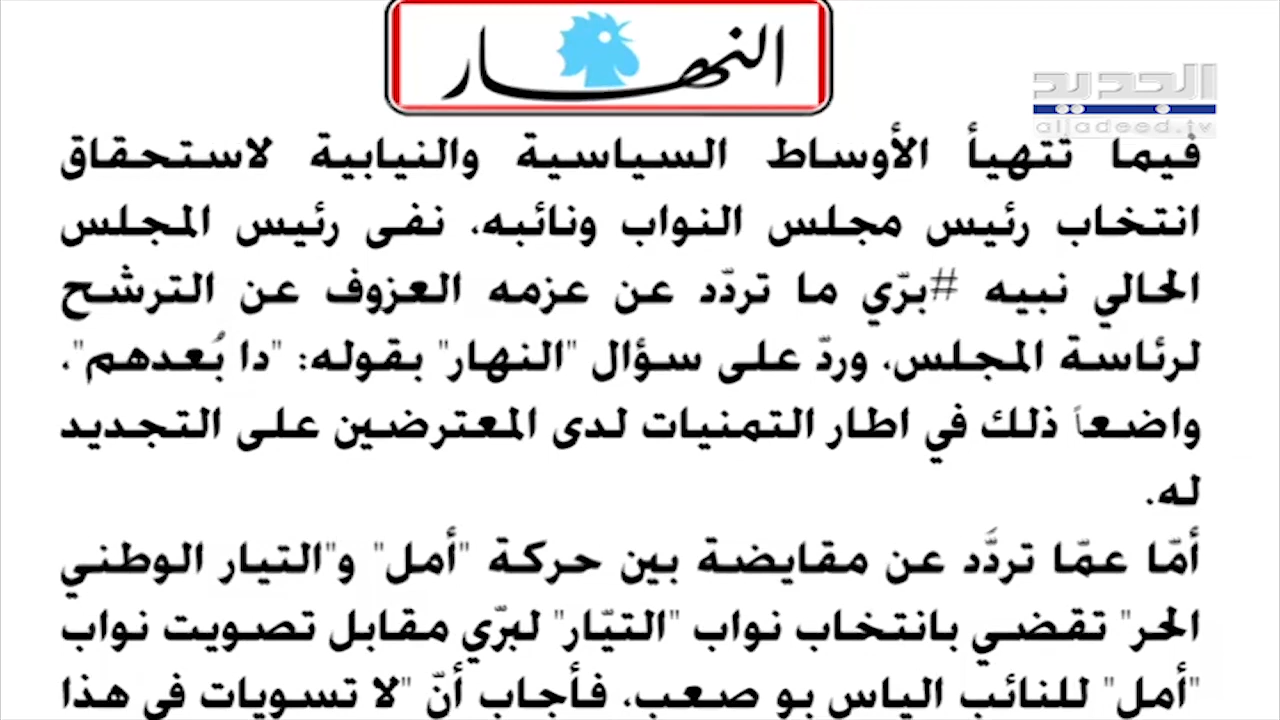 النهار
الجديد
aljadeed.tv
فيما تتهيأ الأوساط السياسية والنيابية لاستحقاق
انتخاب رئيس مجلس النواب ونائبه، نفى رئيس المجلس
الحالي نبيه #برّي ما تردّد عن عزمه العزوف عن الترشح
لرئاسة المجلس، وردّ على سؤال "النهار" بقوله: "دا بُعدهم"،
واضعاً ذلك في اطار التمنيات لدى المعترضين على التجديد
له.
أمّا عمّا تردَّد عن مقايضة بين حركة "أمل" و"التيار الوطني
الحر" تقضي بانتخاب نواب "التيّار" لبرّي مقابل تصويت نواب
"أمل" للنائب الياس بو صعب، فأجاب أنّ "لا تسويات في هذا